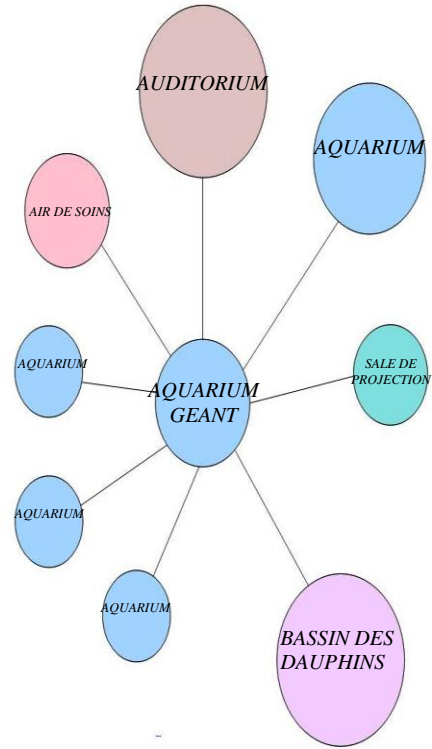 AUDITORIUM
AQUARIUM
AIR DE SOINS
AQUARIUM
SALE DE
PROJECTION
AQUARIUM
GEANT
AQUARIUM
AQUARIUM
BASSIN DES
DAUPHINS